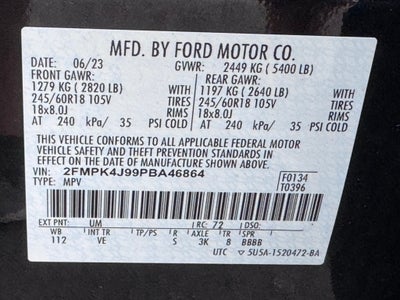 MFD. BY FORD MOTOR CO.
DATE: 06/23 GVWR: 2449 KG (5400 LB)
FRONT GAWR: REAR GAWR:
1279 KG (2820 LB) 1197 KG (2640 LB)
245/60R18 105V TIRES 245/60R18 105V TIRES
18x8.0J RIMS 18x8.0J RIMS
AT 240 kPa/ 35 PSI COLD AT 240 kPa/ 35 PSI COLD
THIS VEHICLE CONFORMS TO ALL APPLICABLE FEDERAL MOTOR
VEHICLE SAFETY AND THEFT PREVENTION STANDARDS IN EFFECT ON
THE DATE OF MANUFACTURE SHOWN ABOVE.
VIN: 2FMPK4J99PBA46864 F0134
TYPE: MPV T0396
EXT PNT: UM RC: 72 DSO:
WB INT TR TP/PS R AXLE TR SPR
112 VE S 3K 8 BBBB
UTC ▽ 5U5A-1520472-BA